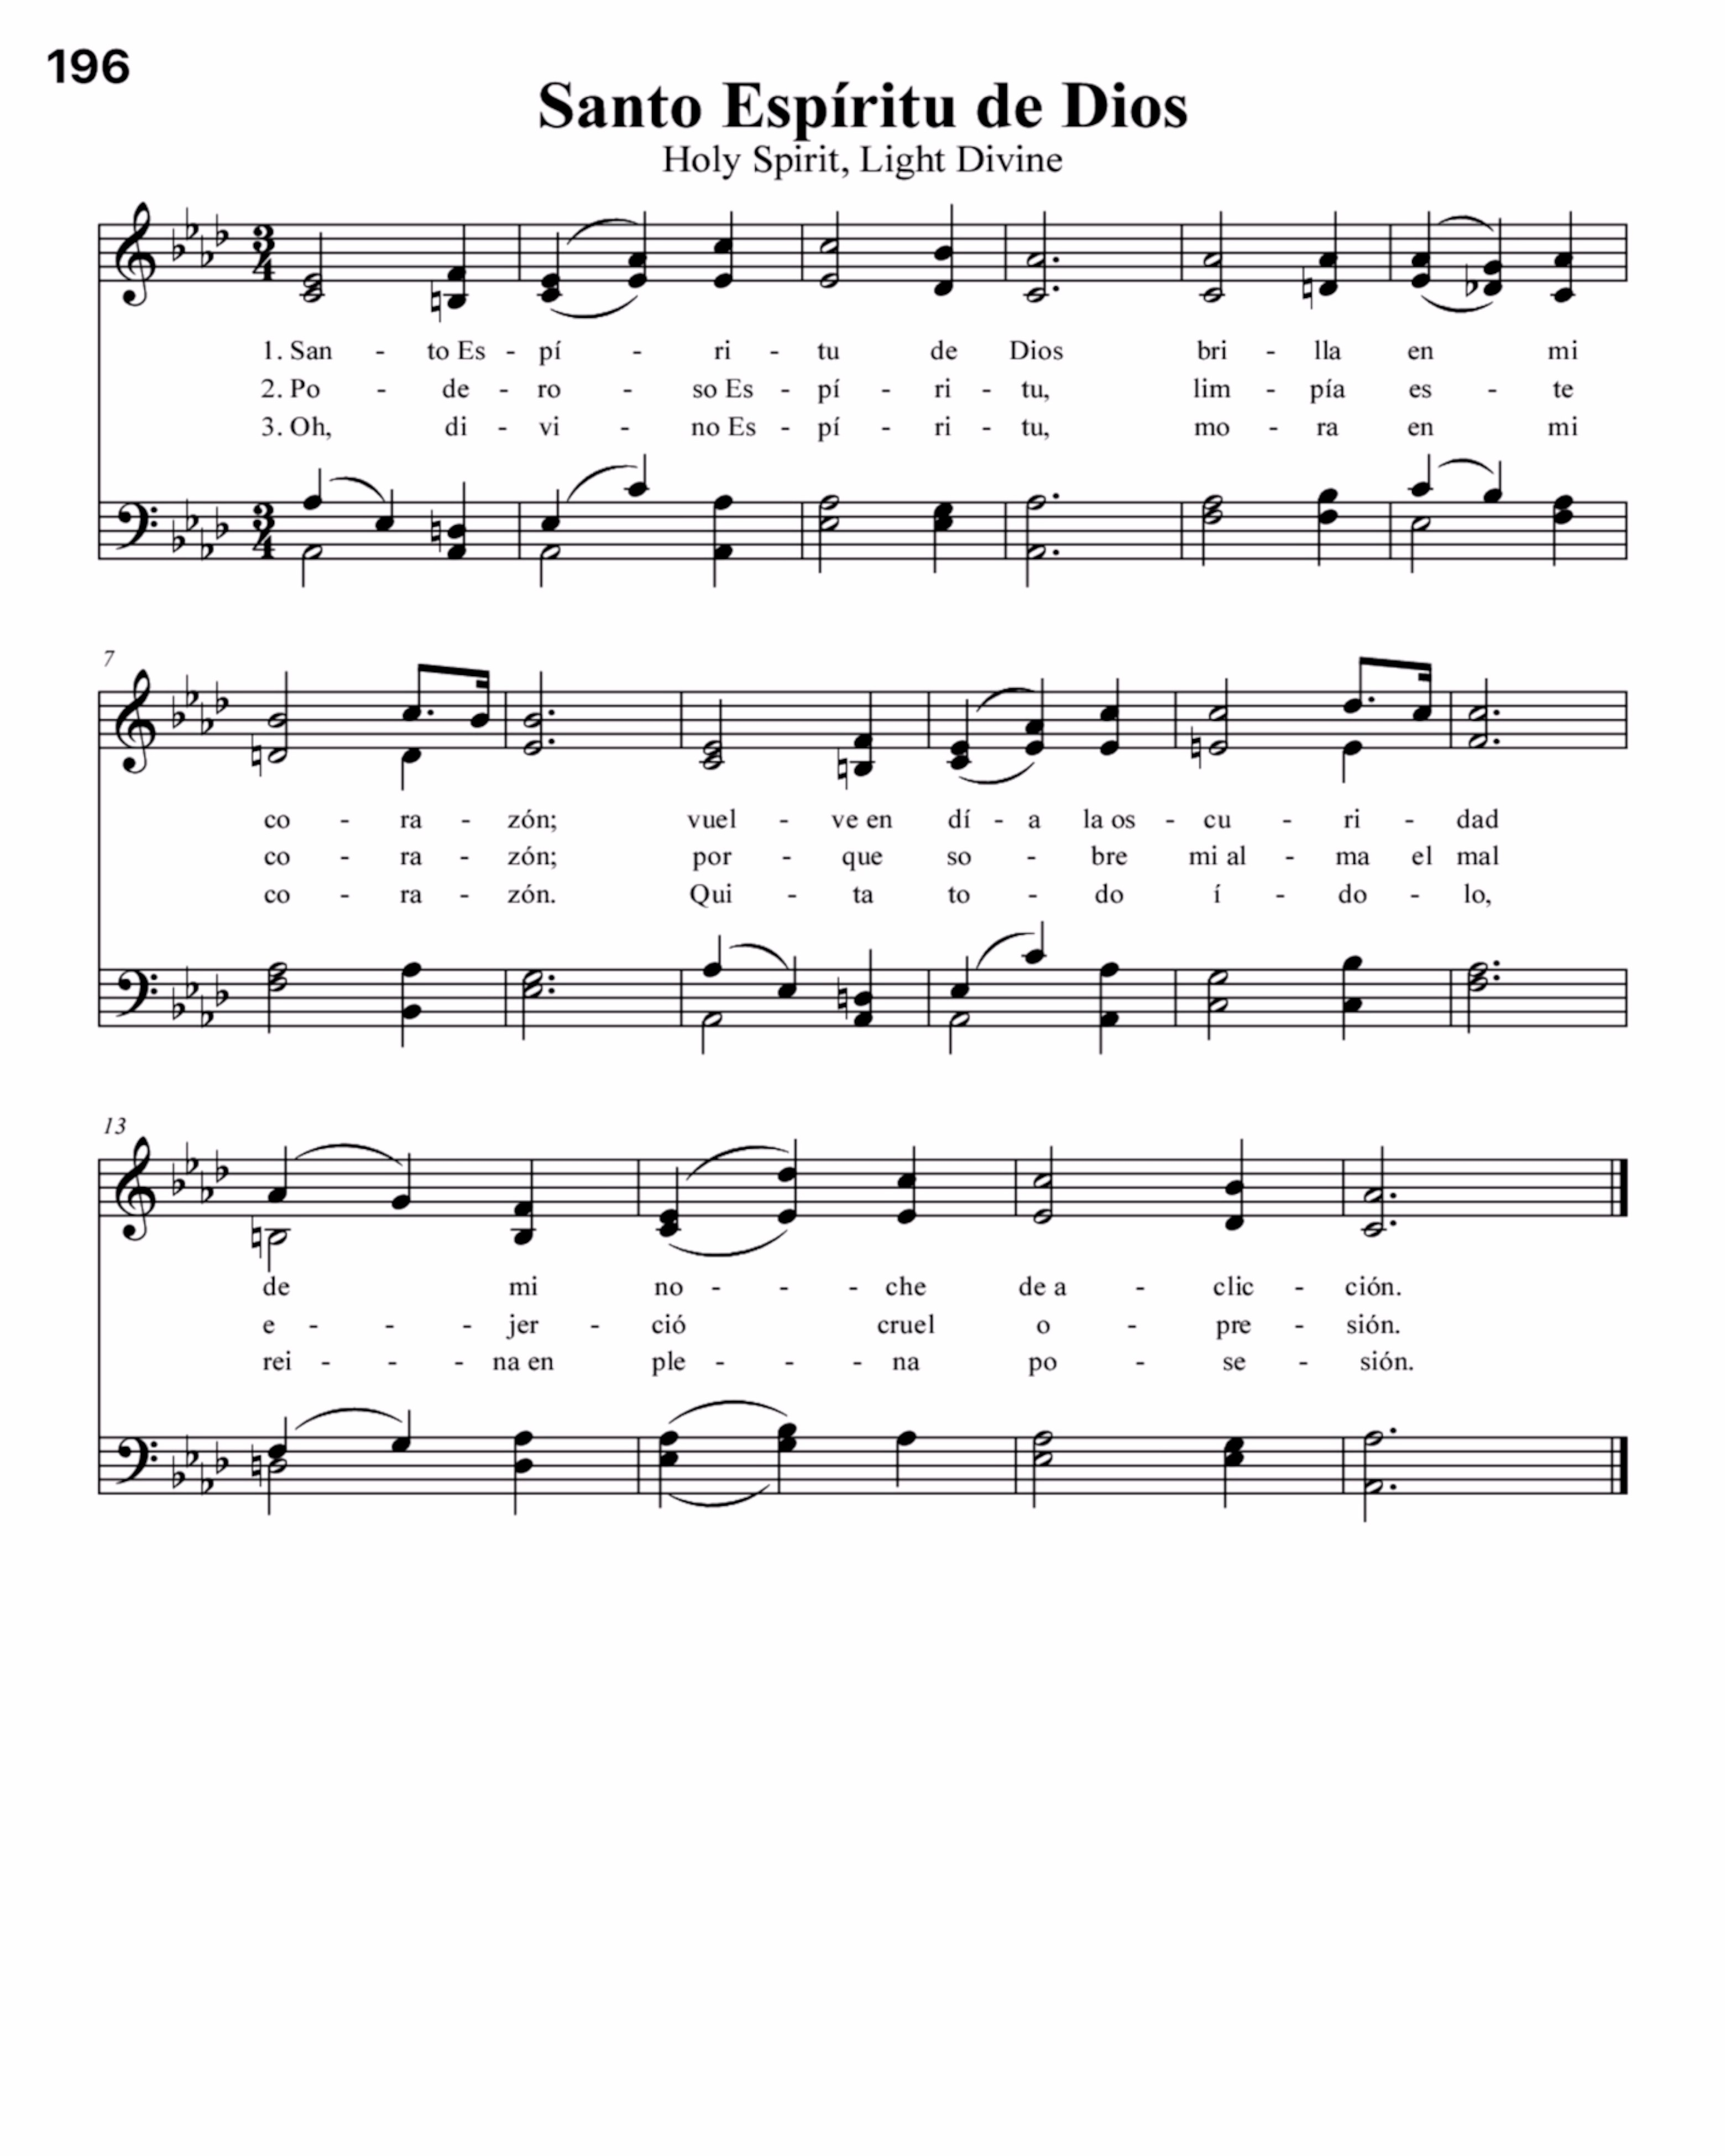 196
Santo Espíritu de Dios
Holy Spirit, Light Divine
3 4
1. San - to Es - pí - ri - tu de Dios bri - lla en mi
2. Po - de - ro - so Es - pí - ri - tu, lim - pía es - te
3. Oh, di - vi - no Es - pí - ri - tu, mo - ra en mi
3 4
7
co - ra - zón; vuel - ve en dí - a la os - cu - ri - dad
co - ra - zón; por - que so - bre mi al - ma el mal
co - ra - zón. Qui - ta to - do í - do - lo,
13
de mi no - - - che de a - clic - ción.
e - - - jer - ció cruel o - pre - sión.
rei - - - na en ple - - - na po - se - sión.